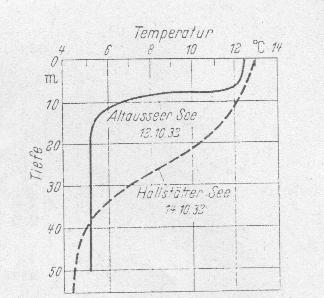 Temperatur
4 6 8 10 12 °C 14
0
m
10
20
30
40
50
Tiefe
Altausseer See
13.10.32
Hallstätter See
14.10.32